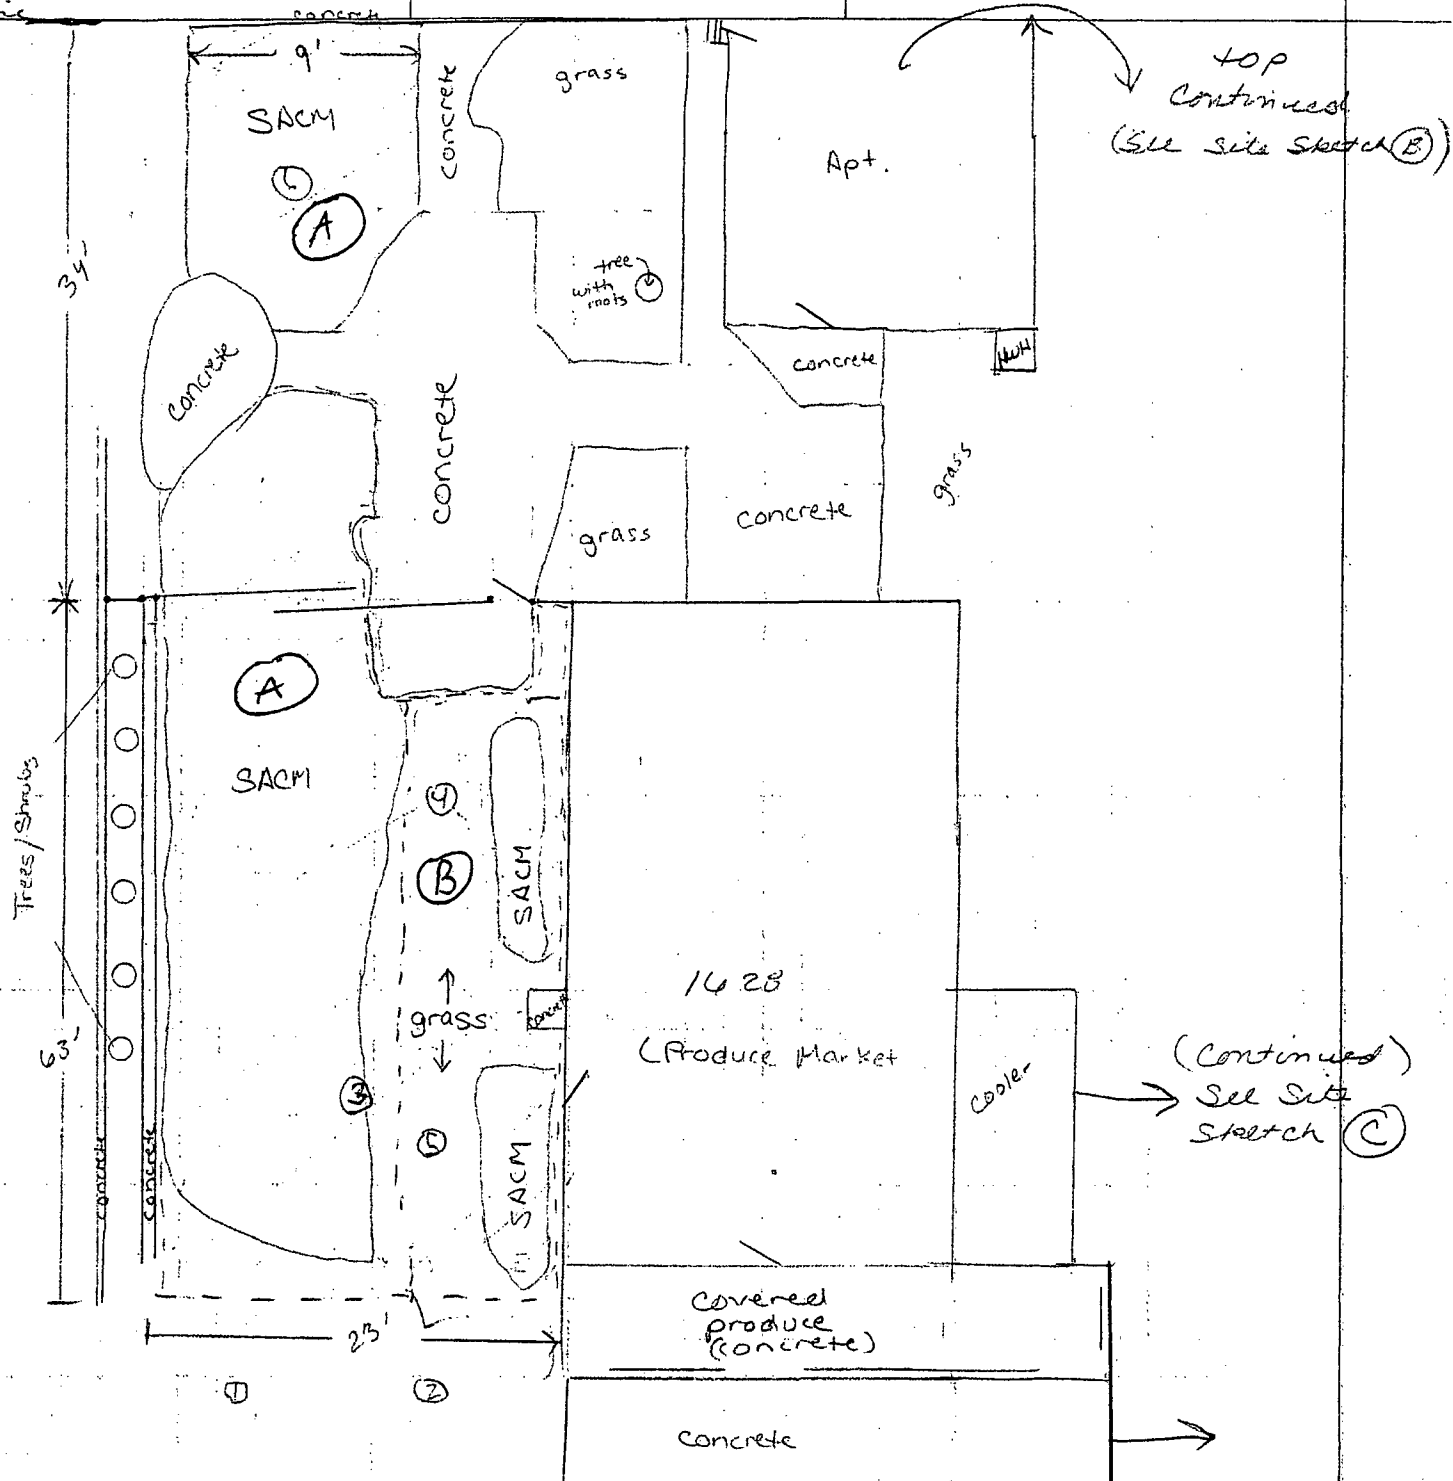 concrete
9'
SACM
6
A
concrete
grass
Apt.
top
Continued
(See Site Sketch B)
34'
tree
with
roots
concrete
concrete
HWH
concrete
grass
grass
concrete
A
SACM
Trees/Shrubs
4
B
SACM
grass
concrete
1628
(Produce Market
cooler
(Continued)
See Site
Sketch C
63'
3
5
SACM
concrete
concrete
covered
produce
(concrete)
23'
1
2
concrete